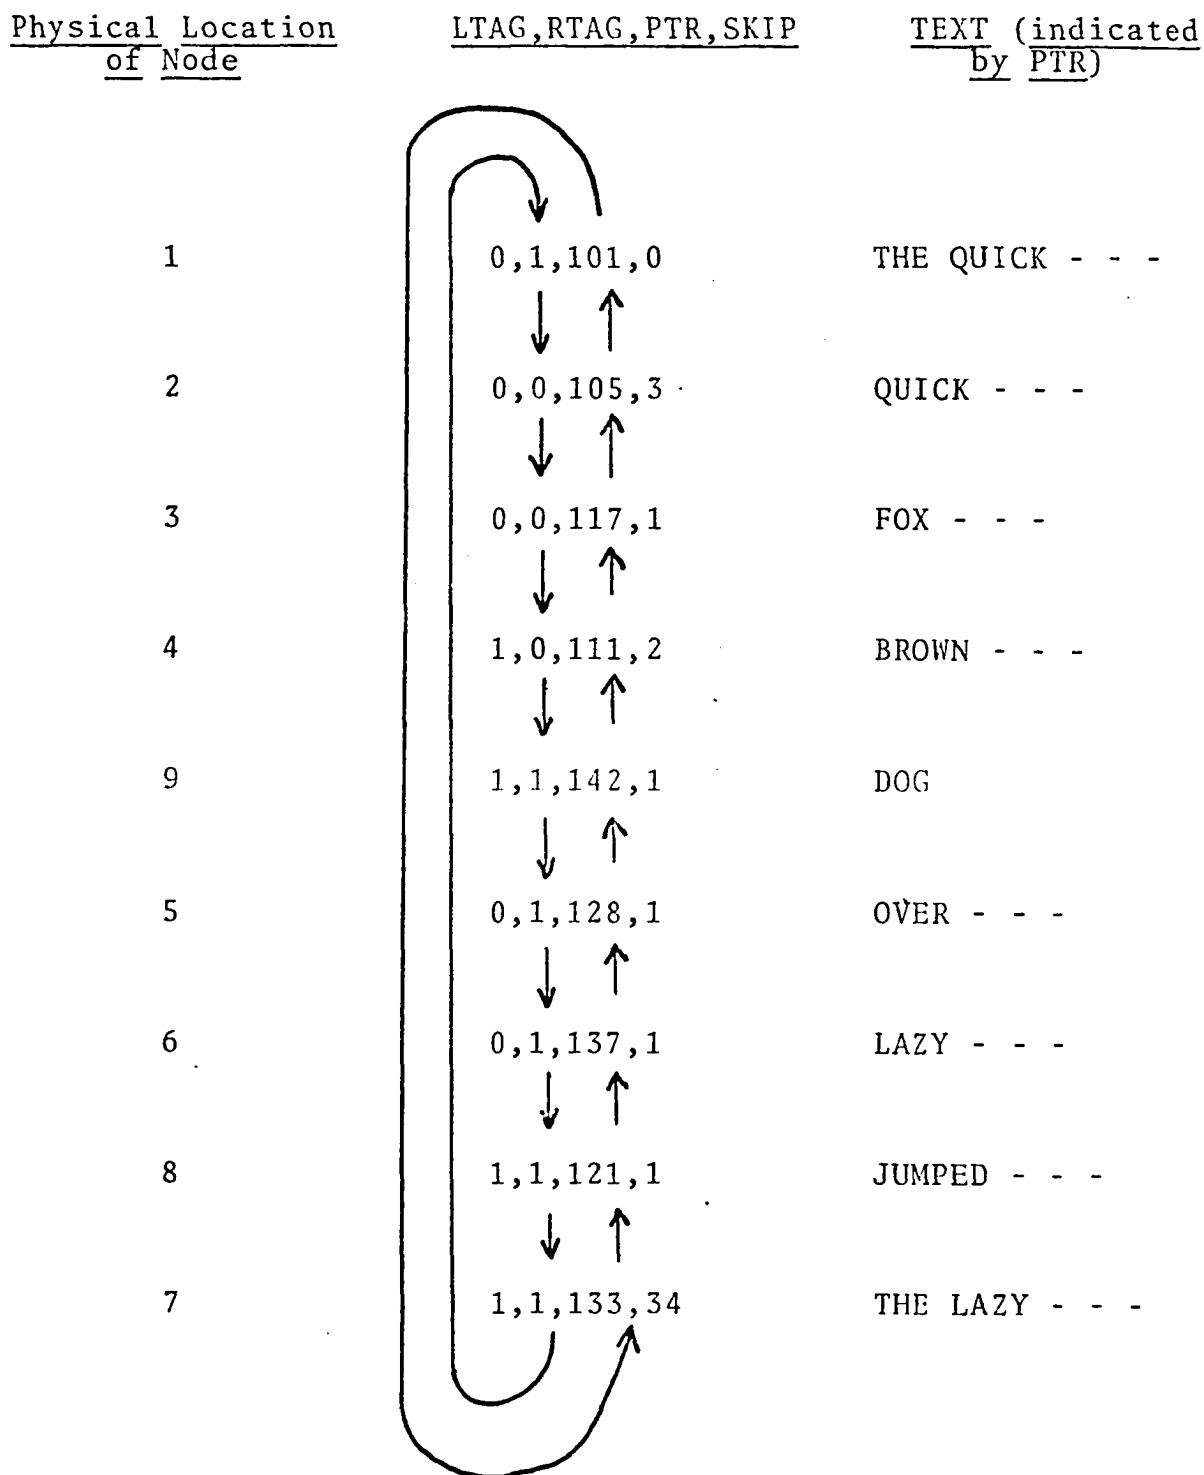 Physical Location LTAG,RTAG,PTR,SKIP TEXT (indicated
of Node by PTR)
1 0,1,101,0 THE QUICK - - -
2 0,0,105,3 QUICK - - -
3 0,0,117,1 FOX - - -
4 1,0,111,2 BROWN - - -
9 1,1,142,1 DOG
5 0,1,128,1 OVER - - -
6 0,1,137,1 LAZY - - -
8 1,1,121,1 JUMPED - - -
7 1,1,133,34 THE LAZY - - -